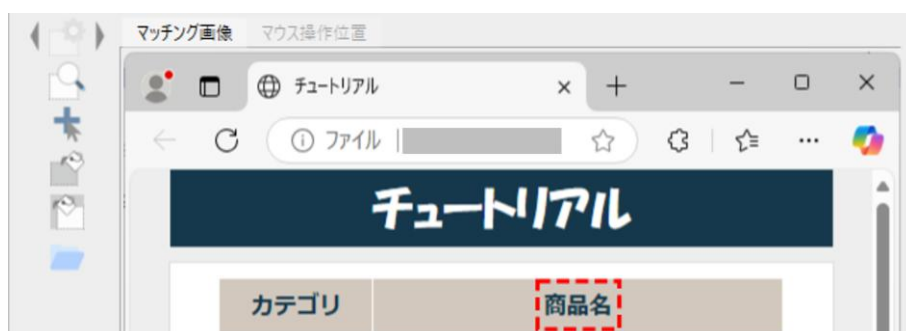 マッチング画像 マウス操作位置
チュートリアル
ファイル
チュートリアル
カテゴリ 商品名